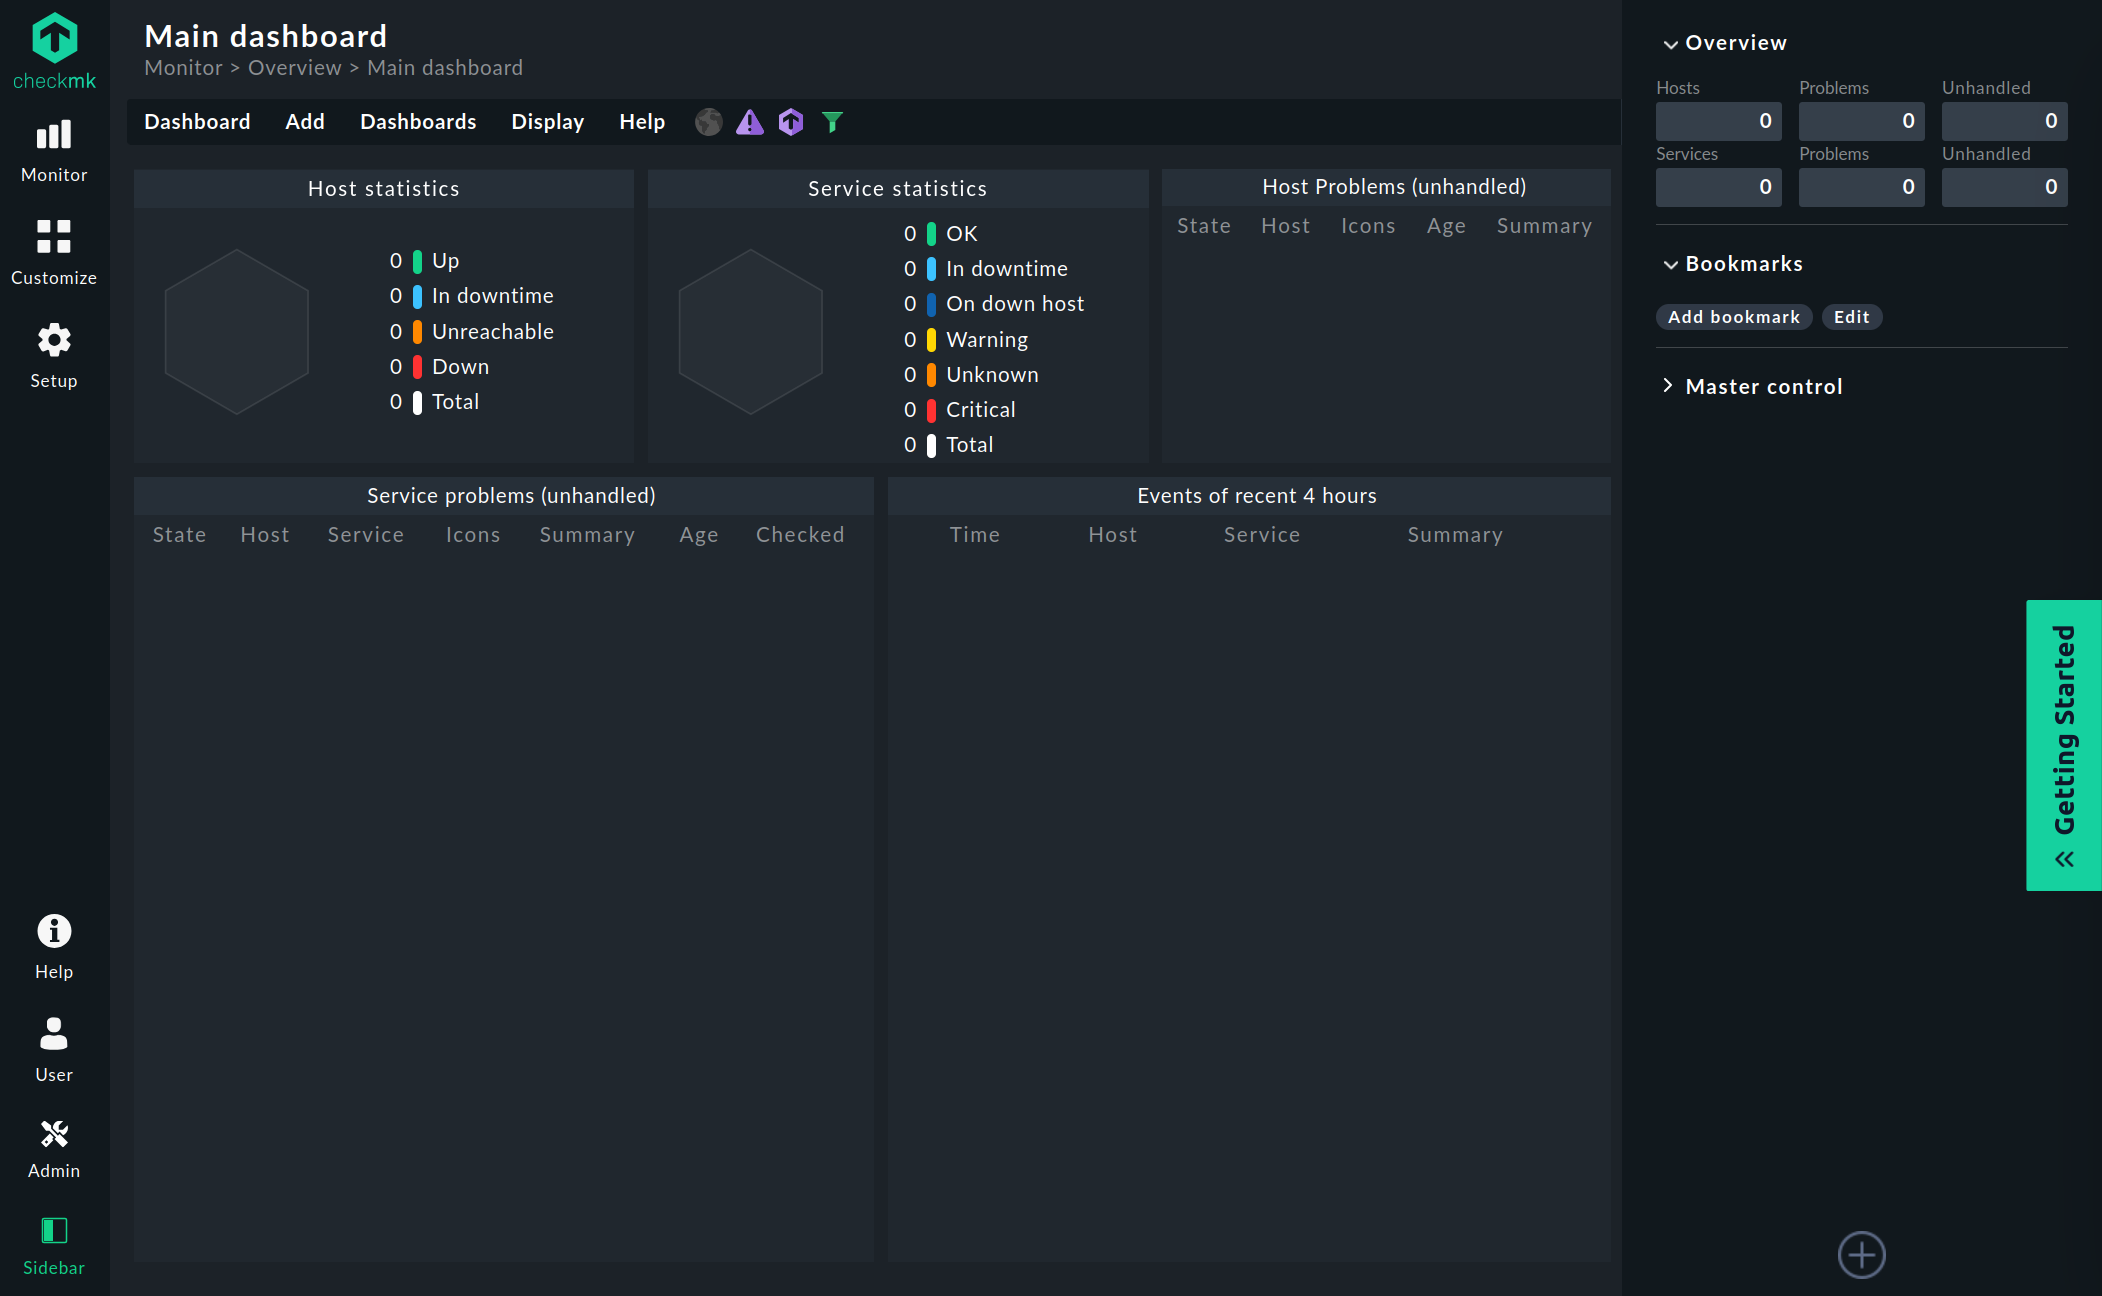 checkmk
Monitor
Customize
Setup
Help
User
Admin
Sidebar
Main dashboard
Monitor > Overview > Main dashboard
Dashboard Add Dashboards Display Help
Host statistics
0 Up
0 In downtime
0 Unreachable
0 Down
0 Total
Service statistics
0 OK
0 In downtime
0 On down host
0 Warning
0 Unknown
0 Critical
0 Total
Host Problems (unhandled)
State Host Icons Age Summary
Service problems (unhandled)
State Host Service Icons Summary Age Checked
Events of recent 4 hours
Time Host Service Summary
Overview
Hosts Problems Unhandled
0 0 0
Services Problems Unhandled
0 0 0
Bookmarks
Add bookmark Edit
Master control
Getting Started